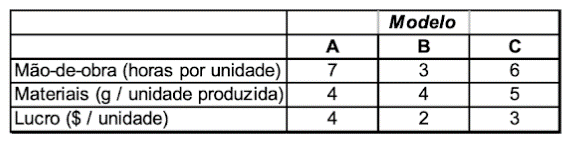 Modelo
A B C
Mão-de-obra (horas por unidade) 7 3 6
Materiais (g / unidade produzida) 4 4 5
Lucro ($ / unidade) 4 2 3